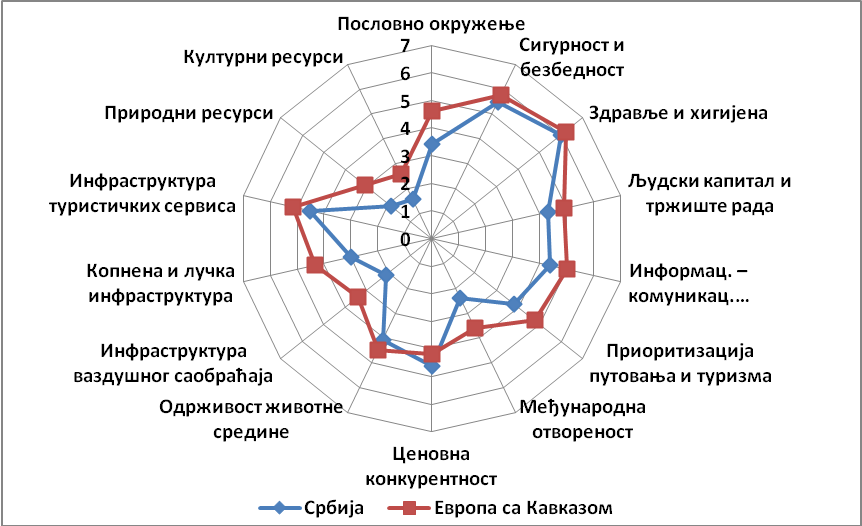 Пословно окружење
Сигурност и
безбедност
Здравље и хигијена
Људски капитал и
тржиште рада
Информац. –
комуникац.…
Приоритизација
путовања и туризма
Међународна
отвореност
Ценовна
конкурентност
Одрживост животне
средине
Инфраструктура
ваздушног саобраћаја
Копнена и лучка
инфраструктура
Инфраструктура
туристичких сервиса
Природни ресурси
Културни ресурси
7
6
5
4
3
2
1
0
Србија
Европа са Кавказом